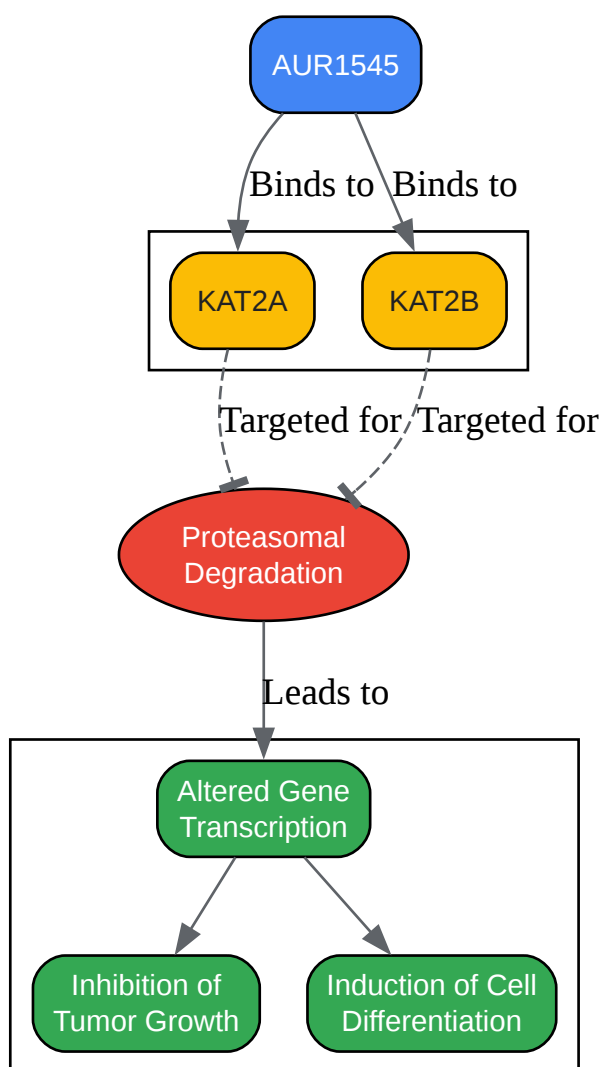 AUR1545
Binds to Binds to
KAT2A KAT2B
Targeted for Targeted for
Proteasomal
Degradation
Leads to
Altered Gene
Transcription
Inhibition of
Tumor Growth
Induction of Cell
Differentiation